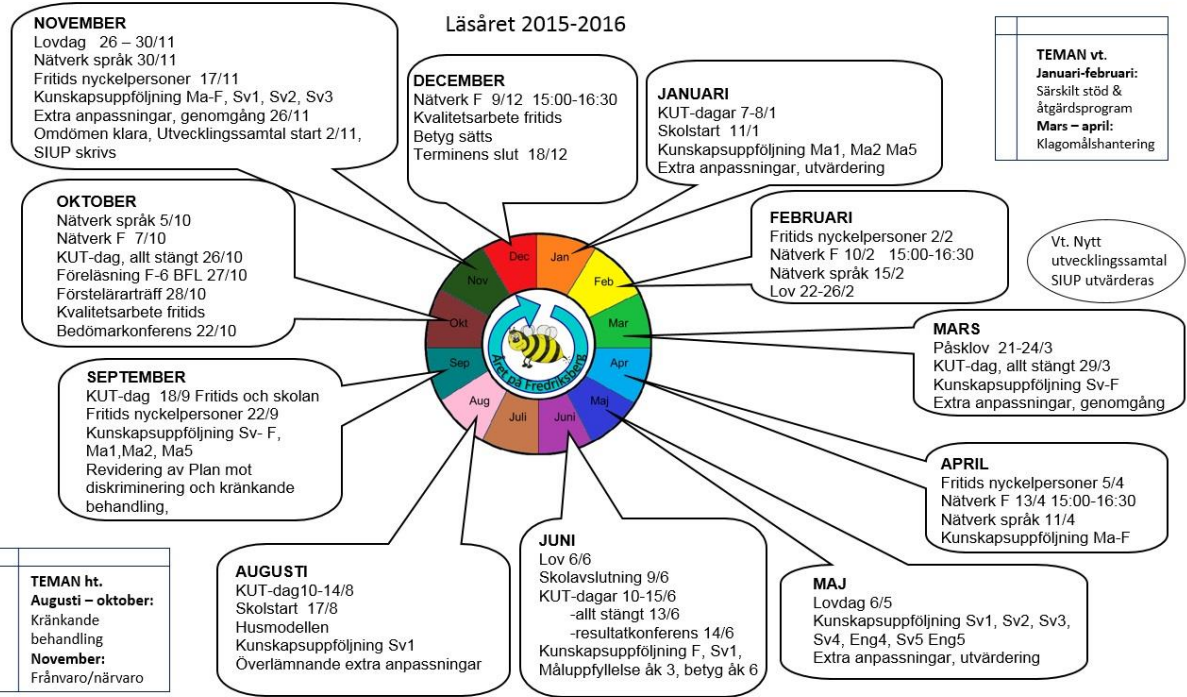 Läsåret 2015-2016
NOVEMBER
Lovdag 26 – 30/11
Nätverk språk 30/11
Fritids nyckelpersoner 17/11
Kunskapsuppföljning Ma-F, Sv1, Sv2, Sv3
Extra anpassningar, genomgång 26/11
Omdömen klara, Utvecklingssamtal start 2/11,
SIUP skrivs
DECEMBER
Nätverk F 9/12 15:00-16:30
Kvalitetsarbete fritids
Betyg sätts
Terminens slut 18/12
JANUARI
KUT-dagar 7-8/1
Skolstart 11/1
Kunskapsuppföljning Ma1, Ma2 Ma5
Extra anpassningar, utvärdering
TEMAN vt.
Januari-februari:
Särskilt stöd &
åtgärdsprogram
Mars – april:
Klagomålshantering
OKTOBER
Nätverk språk 5/10
Nätverk F 7/10
KUT-dag, allt stängt 26/10
Föreläsning F-6 BFL 27/10
Förstelärarträff 28/10
Kvalitetsarbete fritids
Bedömarkonferens 22/10
FEBRUARI
Fritids nyckelpersoner 2/2
Nätverk F 10/2 15:00-16:30
Nätverk språk 15/2
Lov 22-26/2
Vt. Nytt
utvecklingssamtal
SIUP utvärderas
Dec
Jan
Nov
Feb
Okt
Mar
Sep
Apr
Aug
Maj
Juli
Juni
Året på Fredriksberg
MARS
Påsklov 21-24/3
KUT-dag, allt stängt 29/3
Kunskapsuppföljning Sv-F
Extra anpassningar, genomgång
SEPTEMBER
KUT-dag 18/9 Fritids och skolan
Fritids nyckelpersoner 22/9
Kunskapsuppföljning Sv- F,
Ma1,Ma2, Ma5
Revidering av Plan mot
diskriminering och kränkande
behandling,
APRIL
Fritids nyckelpersoner 5/4
Nätverk F 13/4 15:00-16:30
Nätverk språk 11/4
Kunskapsuppföljning Ma-F
TEMAN ht.
Augusti – oktober:
Kränkande
behandling
November:
Frånvaro/närvaro
AUGUSTI
KUT-dag10-14/8
Skolstart 17/8
Husmodellen
Kunskapsuppföljning Sv1
Överlämnande extra anpassningar
JUNI
Lov 6/6
Skolavslutning 9/6
KUT-dagar 10-15/6
-allt stängt 13/6
-resultatkonferens 14/6
Kunskapsuppföljning F, Sv1,
Måluppfyllelse åk 3, betyg åk 6
MAJ
Lovdag 6/5
Kunskapsuppföljning Sv1, Sv2, Sv3,
Sv4, Eng4, Sv5 Eng5
Extra anpassningar, utvärdering